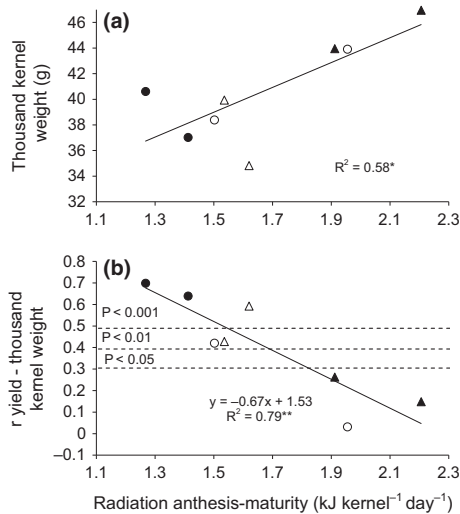 (a)
Thousand kernel
weight (g)
46
44
42
40
38
36
34
32
R² = 0.58*
1.1 1.3 1.5 1.7 1.9 2.1 2.3
(b)
r yield - thousand
kernel weight
0.8
0.7
0.6
0.5
0.4
0.3
0.2
0.1
0
–0.1
P < 0.001
P < 0.01
P < 0.05
y = –0.67x + 1.53
R² = 0.79**
1.1 1.3 1.5 1.7 1.9 2.1 2.3
Radiation anthesis-maturity (kJ kernel⁻¹ day⁻¹)